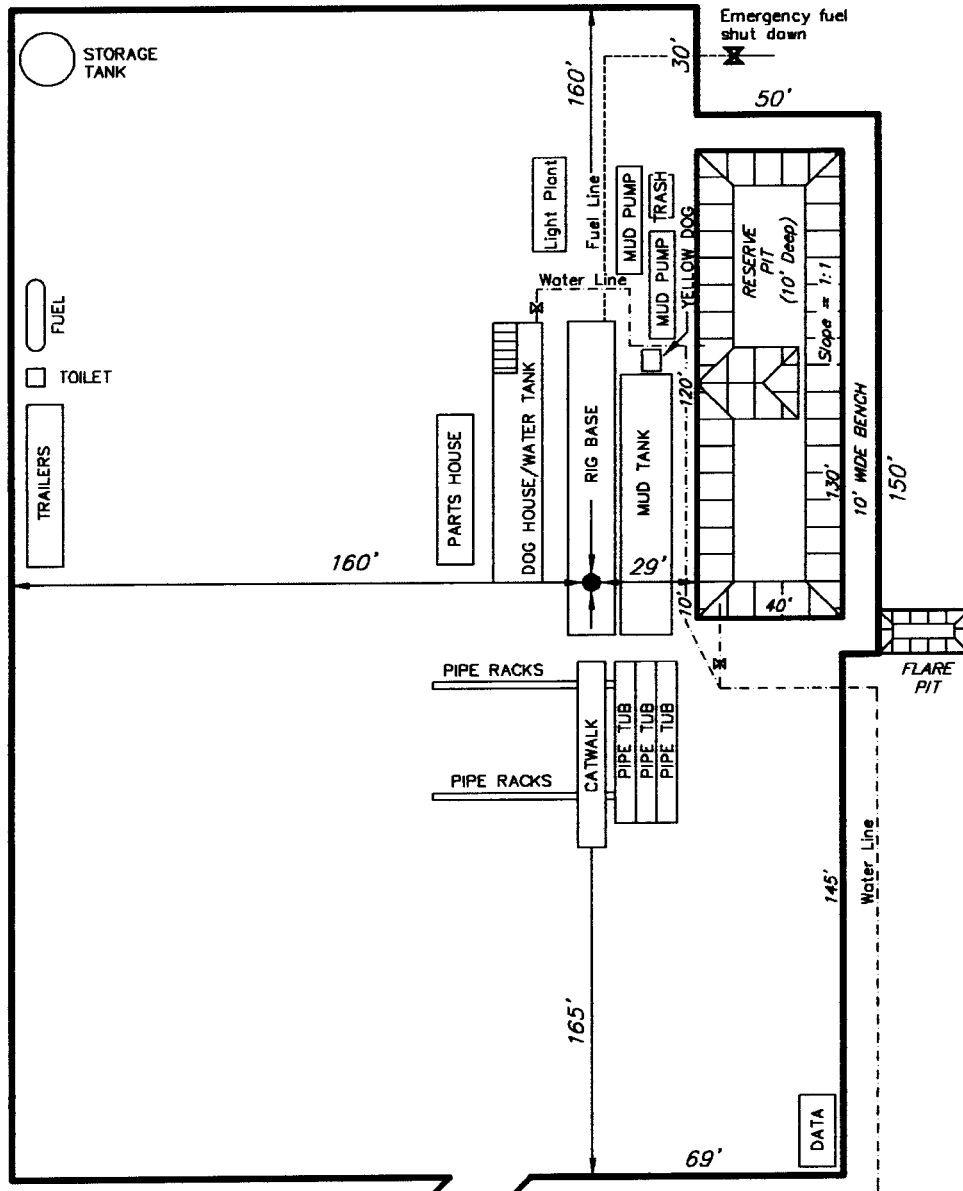 Emergency fuel
shut down
STORAGE
TANK
160'
30'
50'
Light Plant
Fuel Line
MUD PUMP
TRASH
MUD PUMP
YELLOW DOG
RESERVE
PIT
(10' Deep)
Slope = 1:1
Water Line
FUEL
TOILET
TRAILERS
PARTS HOUSE
DOG HOUSE/WATER TANK
RIG BASE
MUD TANK
120'
130'
10' WIDE BENCH
150'
160'
29'
10'
40'
FLARE
PIT
PIPE RACKS
PIPE RACKS
CATWALK
PIPE TUB
PIPE TUB
PIPE TUB
Water Line
145'
165'
DATA
69'